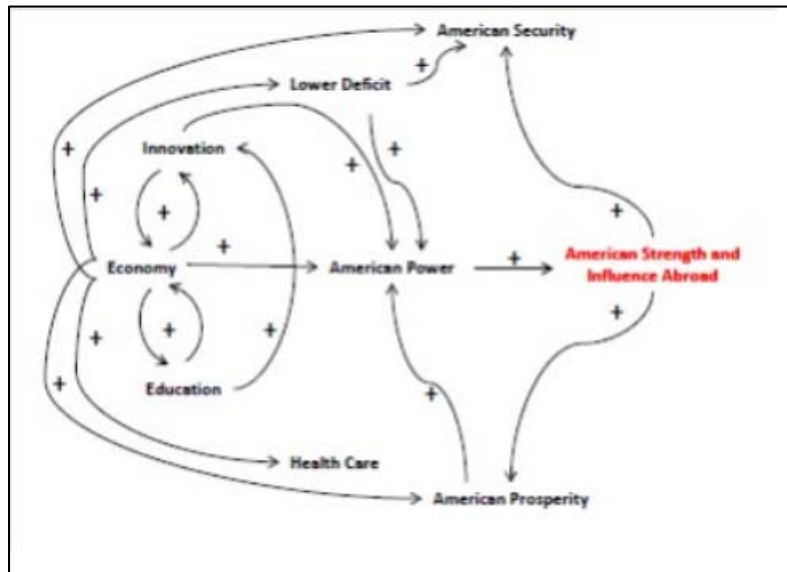 American Security
+
Lower Deficit
+
Innovation
+
+
+
+
+
Economy
+
American Power
+
American Strength and
Influence Abroad
+
+
+
+
+
Education
+
+
Health Care
American Prosperity